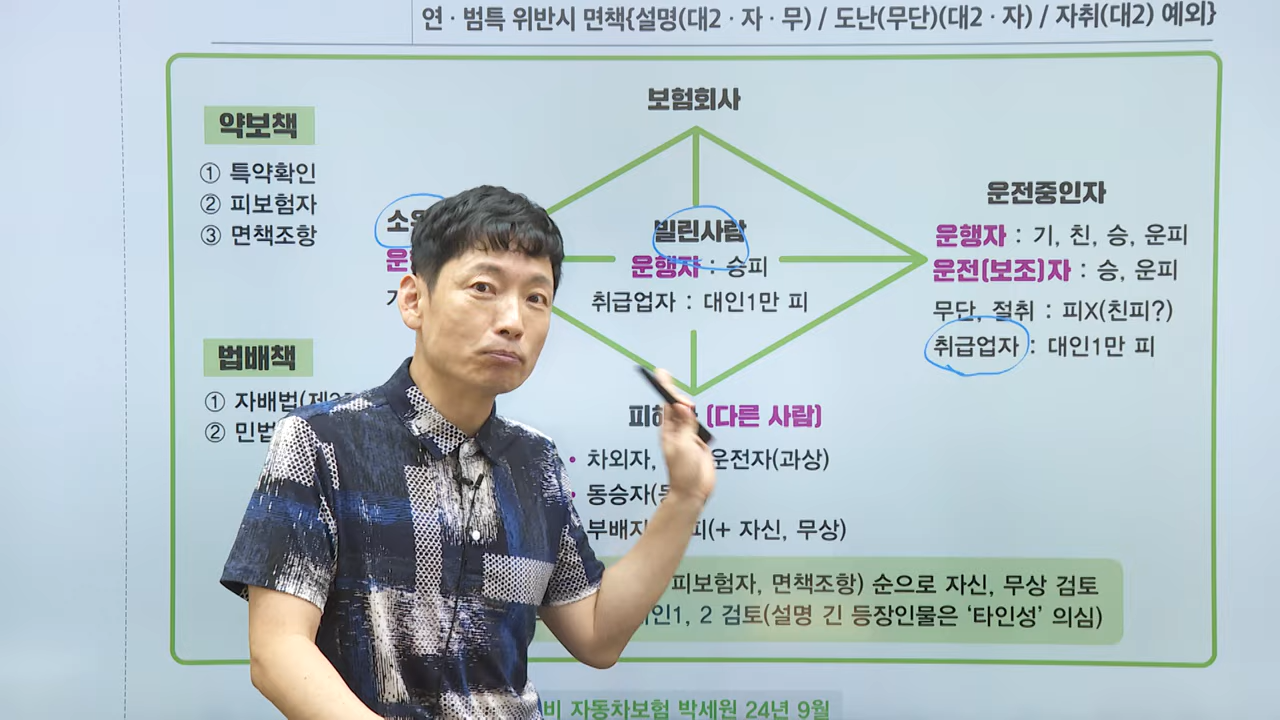 연 · 범특 위반시 면책{설명(대2 · 자 · 무) / 도난(무단)(대2 · 자) / 자취(대2) 예외}
보험회사
약보책
① 특약확인
② 피보험자
③ 면책조항
빌린사람
운행자 : 승피
취급업자 : 대인1만 피
운전중인자
운행자 : 기, 친, 승, 운피
운전(보조)자 : 승, 운피
무단, 절취 : 피X(친피?)
취급업자 : 대인1만 피
법배책
① 자배법
② 민법
(다른 사람)
• 차외자, 운전자(과상)
• 동승자
피(+ 자신, 무상)
피보험자, 면책조항) 순으로 자신, 무상 검토
1, 2 검토(설명 긴 등장인물은 ‘타인성’ 의심)
비 자동차보험 박세원 24년 9월